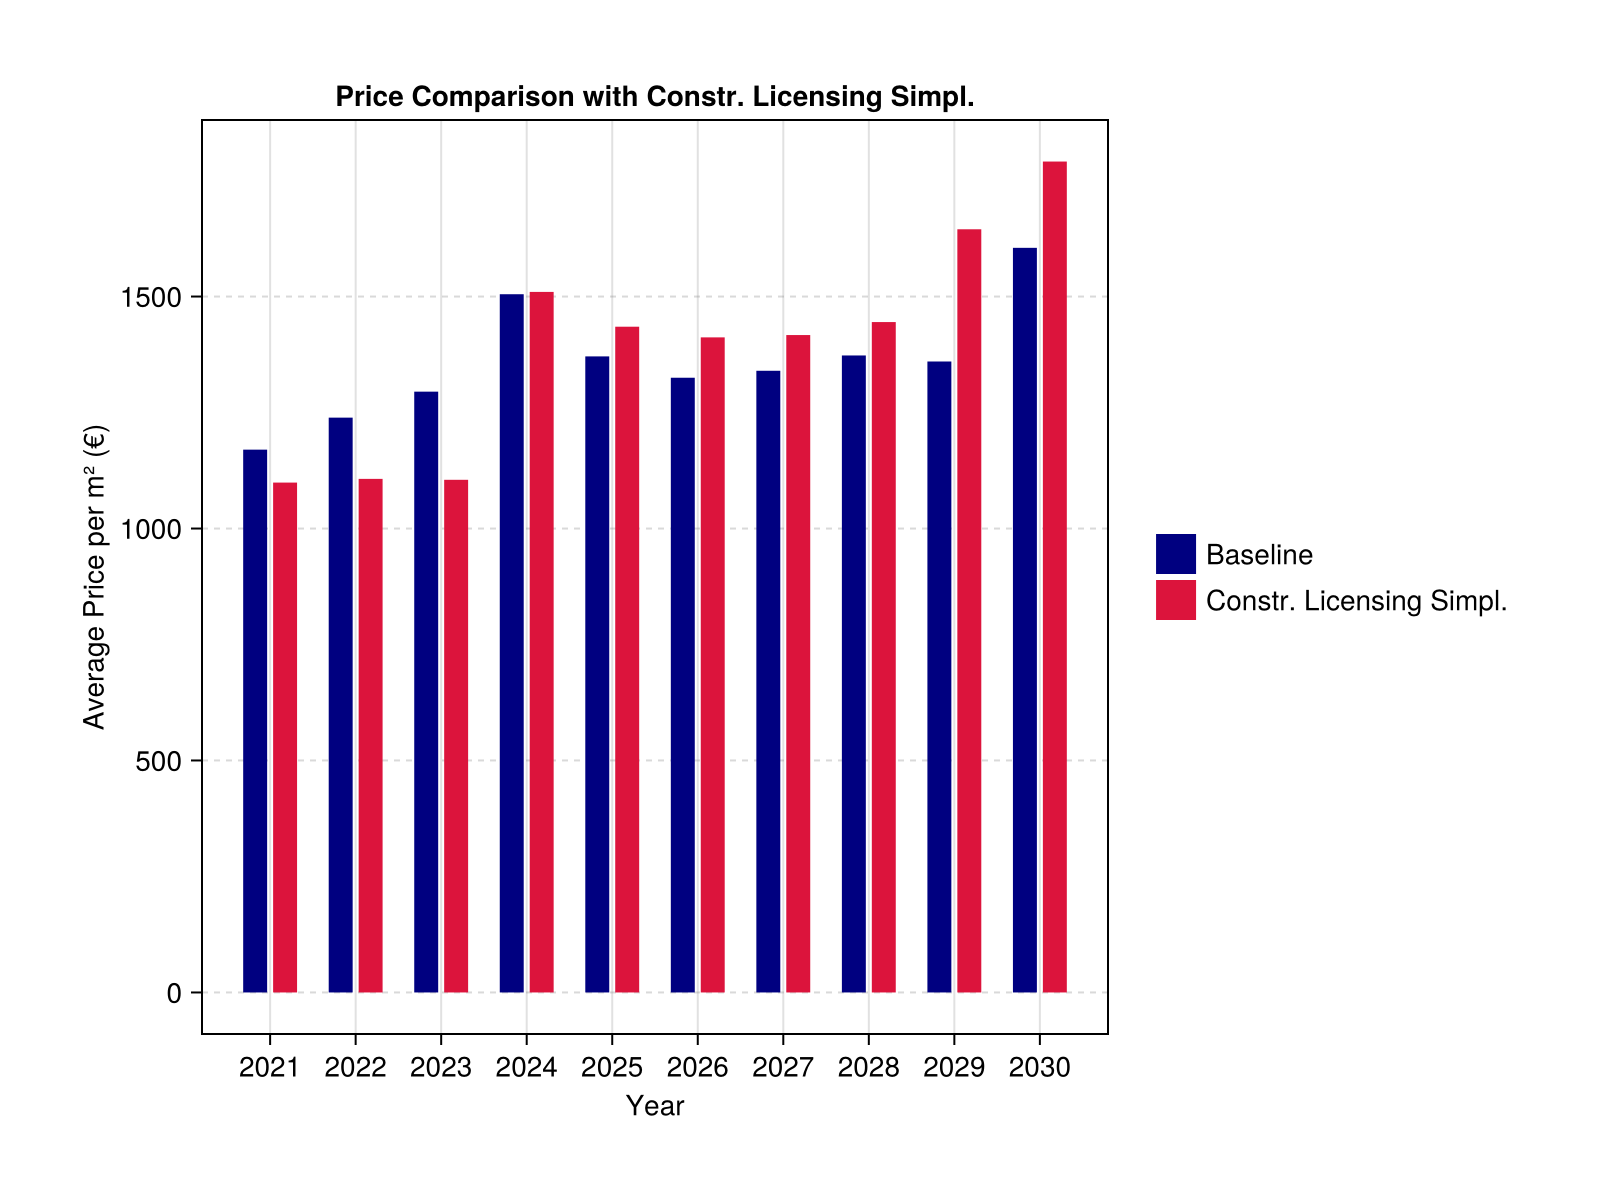 Price Comparison with Constr. Licensing Simpl.
Average Price per m² (€)
1500
1000
500
0
2021 2022 2023 2024 2025 2026 2027 2028 2029 2030
Year
Baseline
Constr. Licensing Simpl.